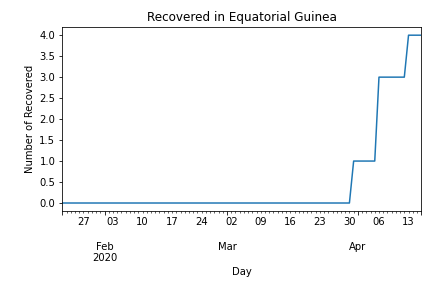 Recovered in Equatorial Guinea
Number of Recovered
4.0
3.5
3.0
2.5
2.0
1.5
1.0
0.5
0.0
27 03 10 17 24 02 09 16 23 30 06 13
Feb Mar Apr
2020
Day